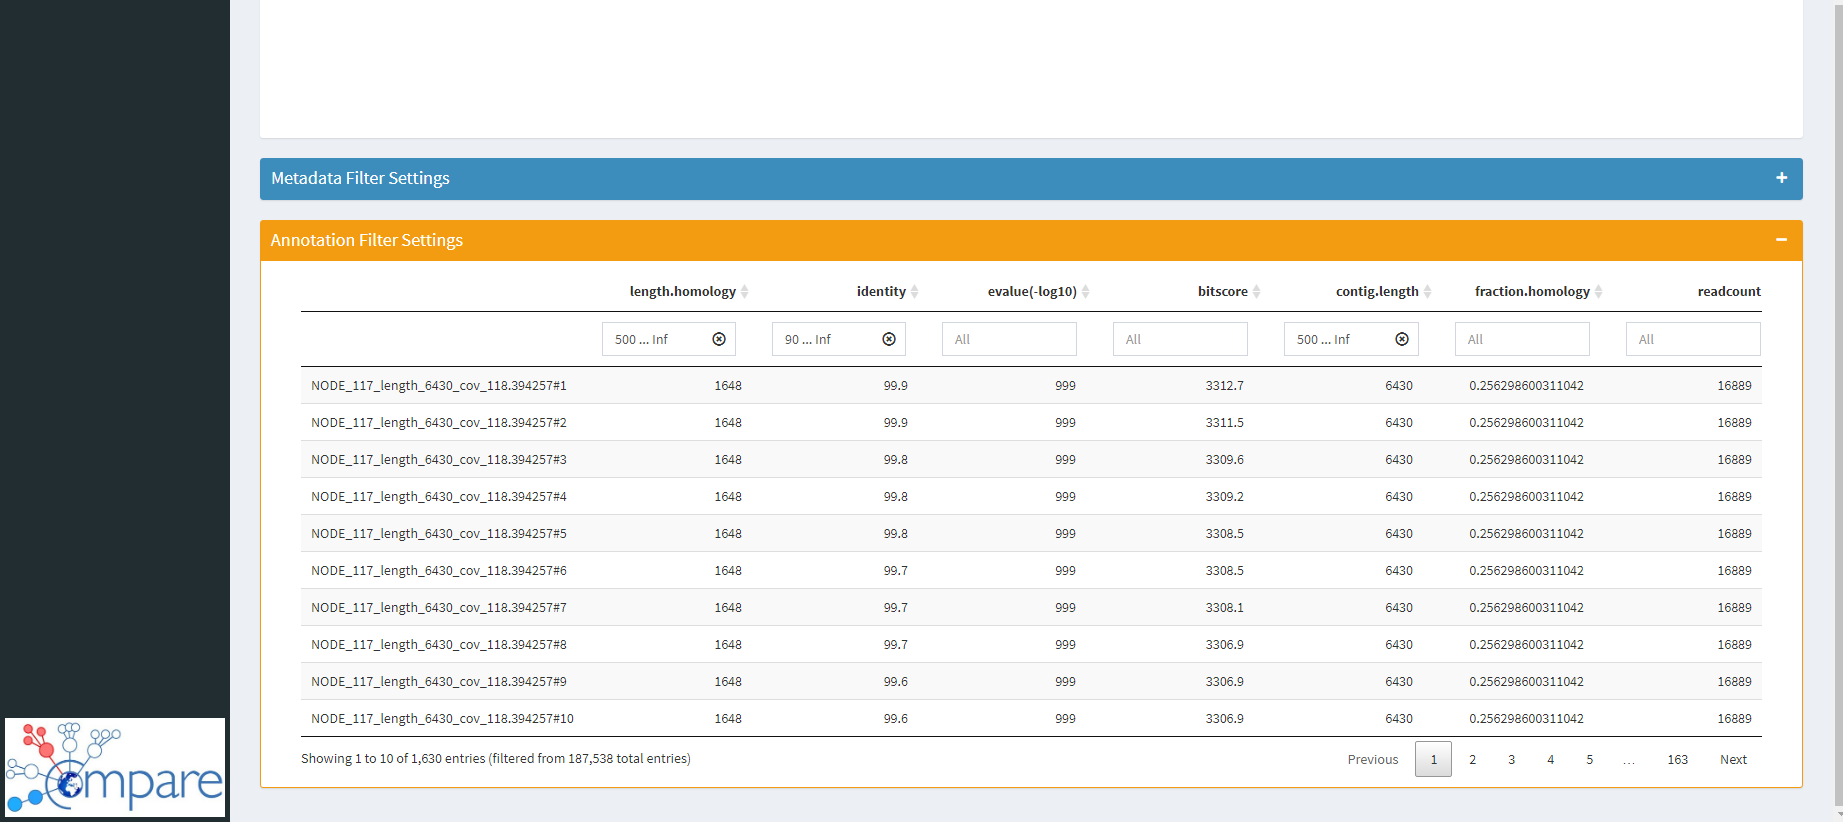 Metadata Filter Settings
Annotation Filter Settings
length.homology identity evalue(-log10) bitscore contig.length fraction.homology readcount
500 ... Inf 90 ... Inf All All 500 ... Inf All All
NODE_117_length_6430_cov_118.394257#1 1648 99.9 999 3312.7 6430 0.256298600311042 16889
NODE_117_length_6430_cov_118.394257#2 1648 99.9 999 3311.5 6430 0.256298600311042 16889
NODE_117_length_6430_cov_118.394257#3 1648 99.8 999 3309.6 6430 0.256298600311042 16889
NODE_117_length_6430_cov_118.394257#4 1648 99.8 999 3309.2 6430 0.256298600311042 16889
NODE_117_length_6430_cov_118.394257#5 1648 99.8 999 3308.5 6430 0.256298600311042 16889
NODE_117_length_6430_cov_118.394257#6 1648 99.7 999 3308.5 6430 0.256298600311042 16889
NODE_117_length_6430_cov_118.394257#7 1648 99.7 999 3308.1 6430 0.256298600311042 16889
NODE_117_length_6430_cov_118.394257#8 1648 99.7 999 3306.9 6430 0.256298600311042 16889
NODE_117_length_6430_cov_118.394257#9 1648 99.6 999 3306.9 6430 0.256298600311042 16889
NODE_117_length_6430_cov_118.394257#10 1648 99.6 999 3306.9 6430 0.256298600311042 16889
Showing 1 to 10 of 1,630 entries (filtered from 187,538 total entries) Previous 1 2 3 4 5 … 163 Next
Compare